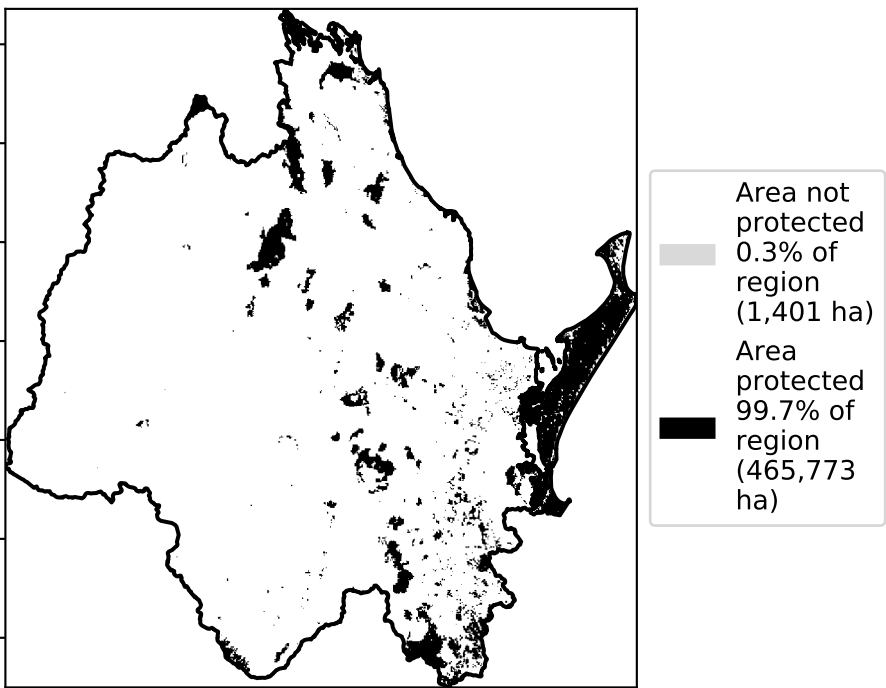 Area not
protected
0.3% of
region
(1,401 ha)
Area
protected
99.7% of
region
(465,773
ha)